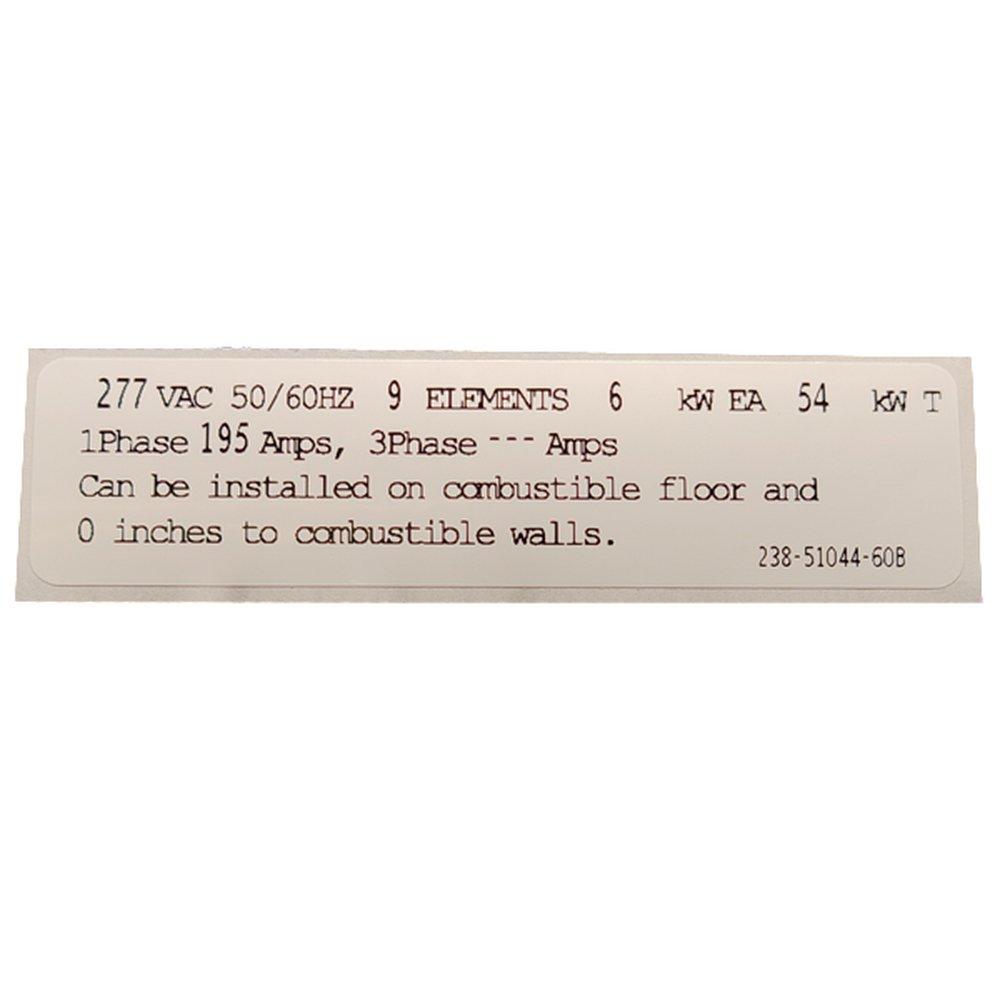 277 VAC 50/60HZ 9 ELEMENTS 6 kW EA 54 kW T
1Phase 195 Amps, 3Phase --- Amps
Can be installed on combustible floor and
0 inches to combustible walls.
238-51044-60B